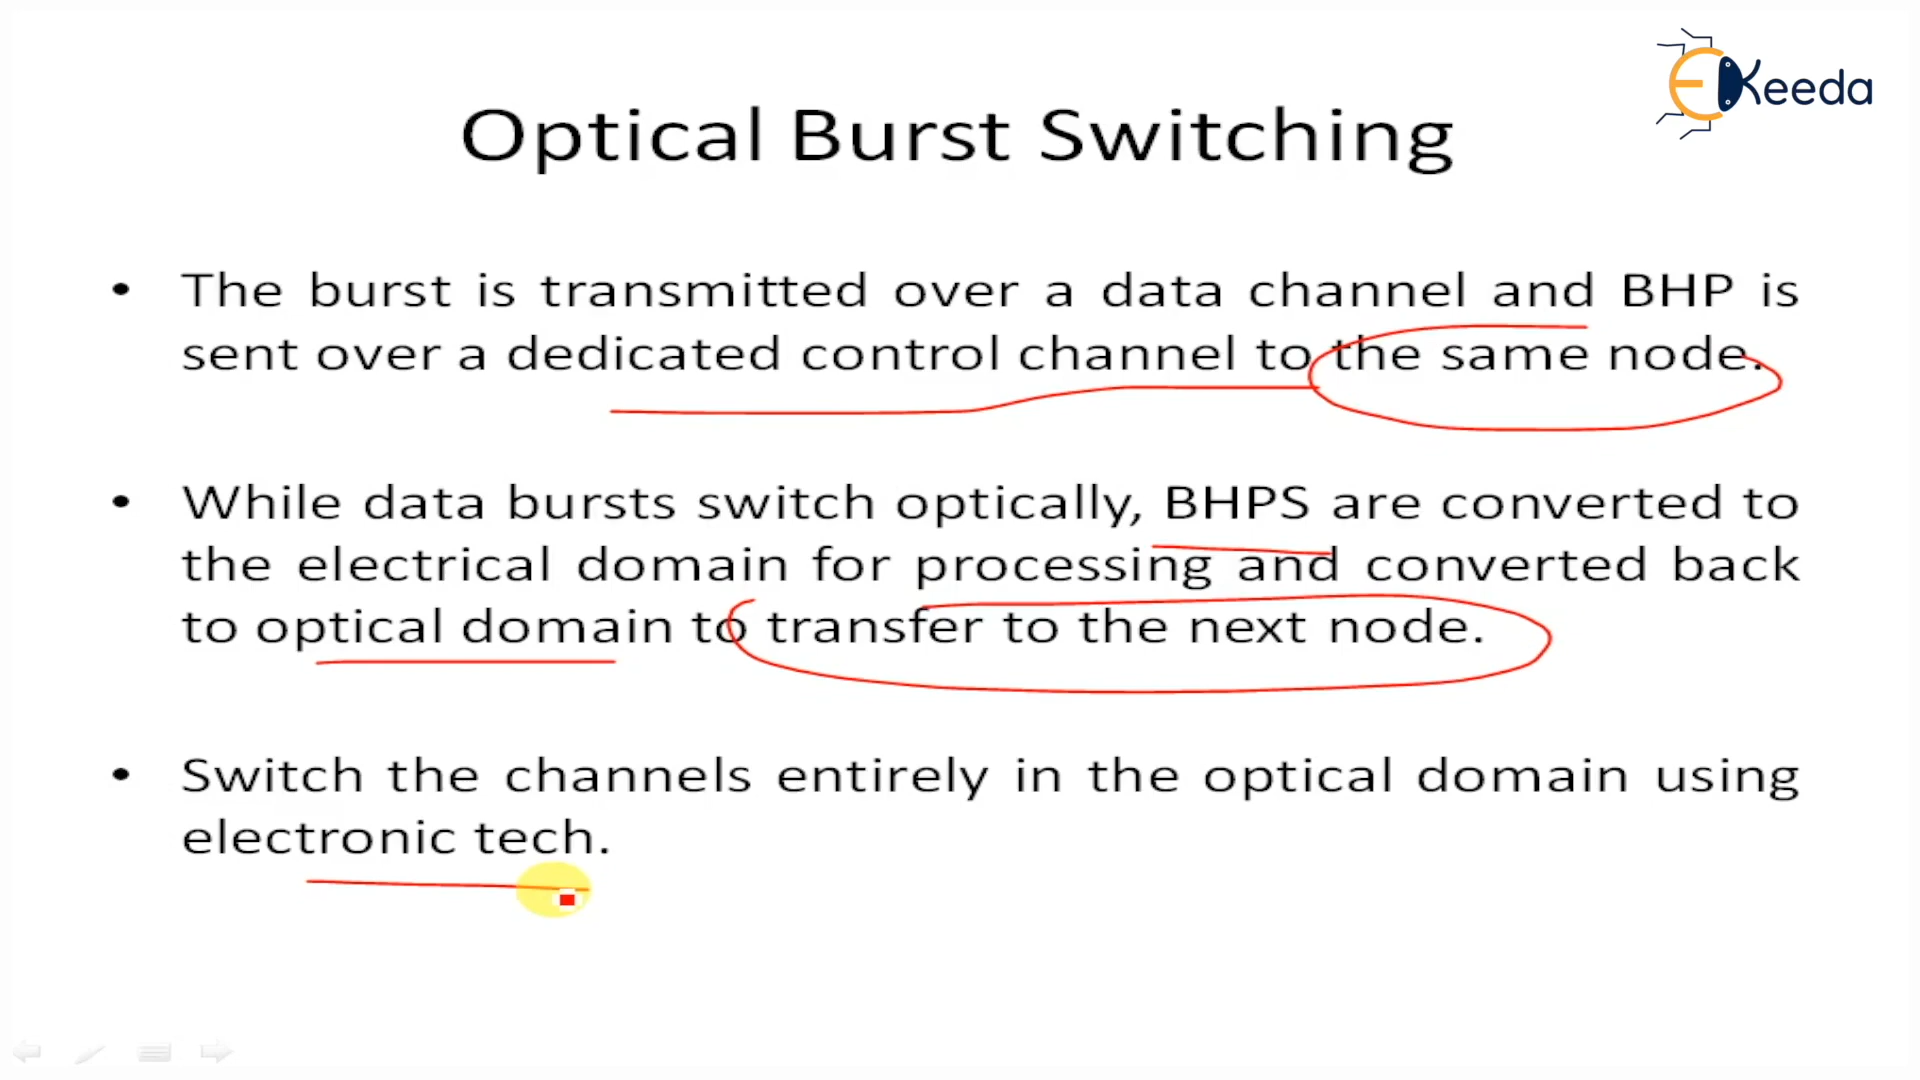 EKeeda
Optical Burst Switching
• The burst is transmitted over a data channel and BHP is
sent over a dedicated control channel to the same node.
• While data bursts switch optically, BHPS are converted to
the electrical domain for processing and converted back
to optical domain to transfer to the next node.
• Switch the channels entirely in the optical domain using
electronic tech.